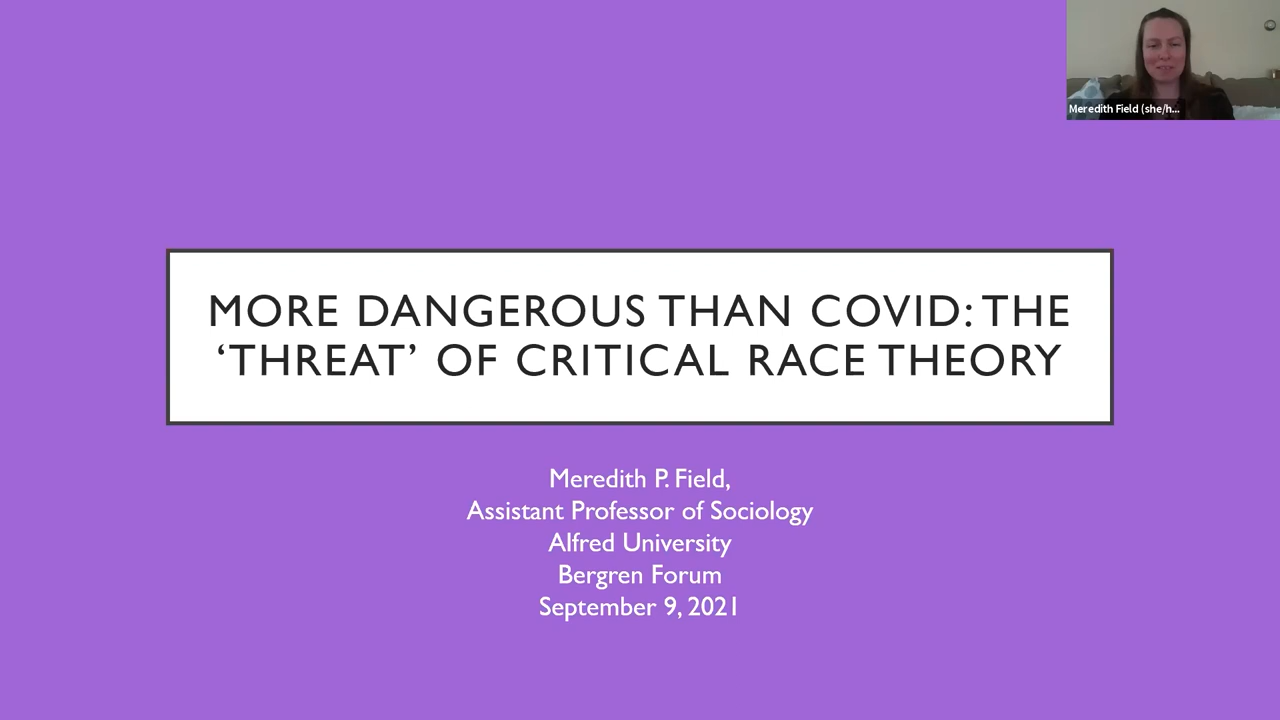 Meredith Field (she/h...
MORE DANGEROUS THAN COVID: THE
‘THREAT’ OF CRITICAL RACE THEORY
Meredith P. Field,
Assistant Professor of Sociology
Alfred University
Bergren Forum
September 9, 2021